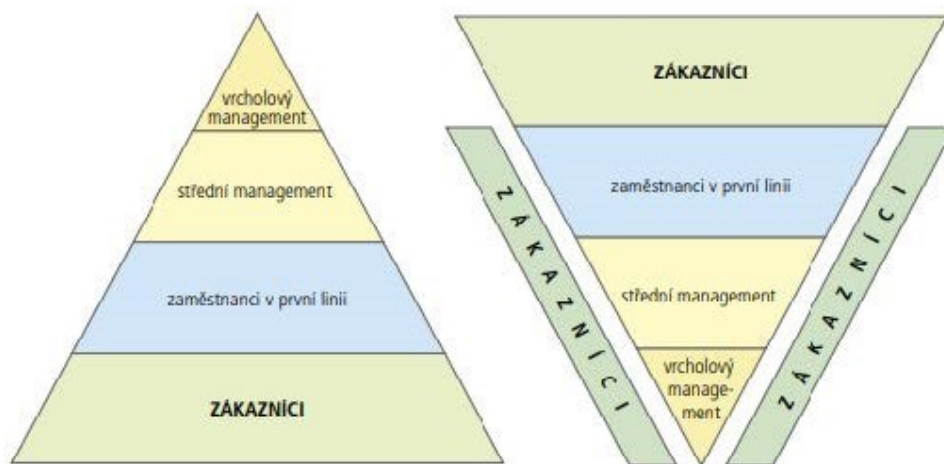 vrcholový
management
střední management
zaměstnanci v první linii
ZÁKAZNÍCI
ZÁKAZNÍCI
zaměstnanci v první linii
střední management
vrcholový
manage-
ment
ZÁKAZNÍCI
ZÁKAZNÍCI